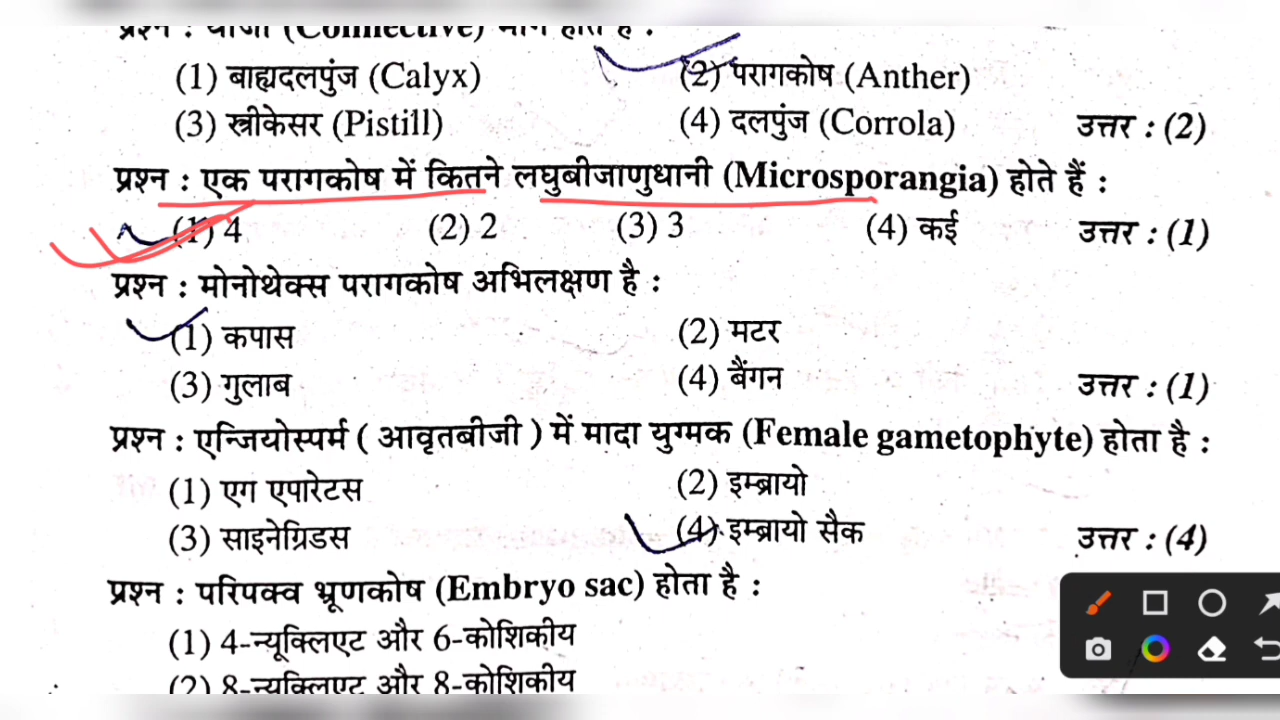 प्रश्न : योजी (Connective) भाग होता है :
(1) बाह्यदलपुंज (Calyx) (2) परागकोष (Anther)
(3) स्त्रीकेसर (Pistill) (4) दलपुंज (Corrola) उत्तर : (2)
प्रश्न : एक परागकोष में कितने लघुबीजाणुधानी (Microsporangia) होते हैं :
(1) 4 (2) 2 (3) 3 (4) कई उत्तर : (1)
प्रश्न : मोनोथेक्स परागकोष अभिलक्षण है :
(1) कपास (2) मटर
(3) गुलाब (4) बैंगन उत्तर : (1)
प्रश्न : एन्जियोस्पर्म ( आवृतबीजी ) में मादा युग्मक (Female gametophyte) होता है :
(1) एग एपारेटस (2) इम्ब्रायो
(3) साइनेग्रिडस (4) इम्ब्रायो सैक उत्तर : (4)
प्रश्न : परिपक्व भ्रूणकोष (Embryo sac) होता है :
(1) 4-न्यूक्लिएट और 6-कोशिकीय
(2) 8-न्यूक्लिएट और 8-कोशिकीय